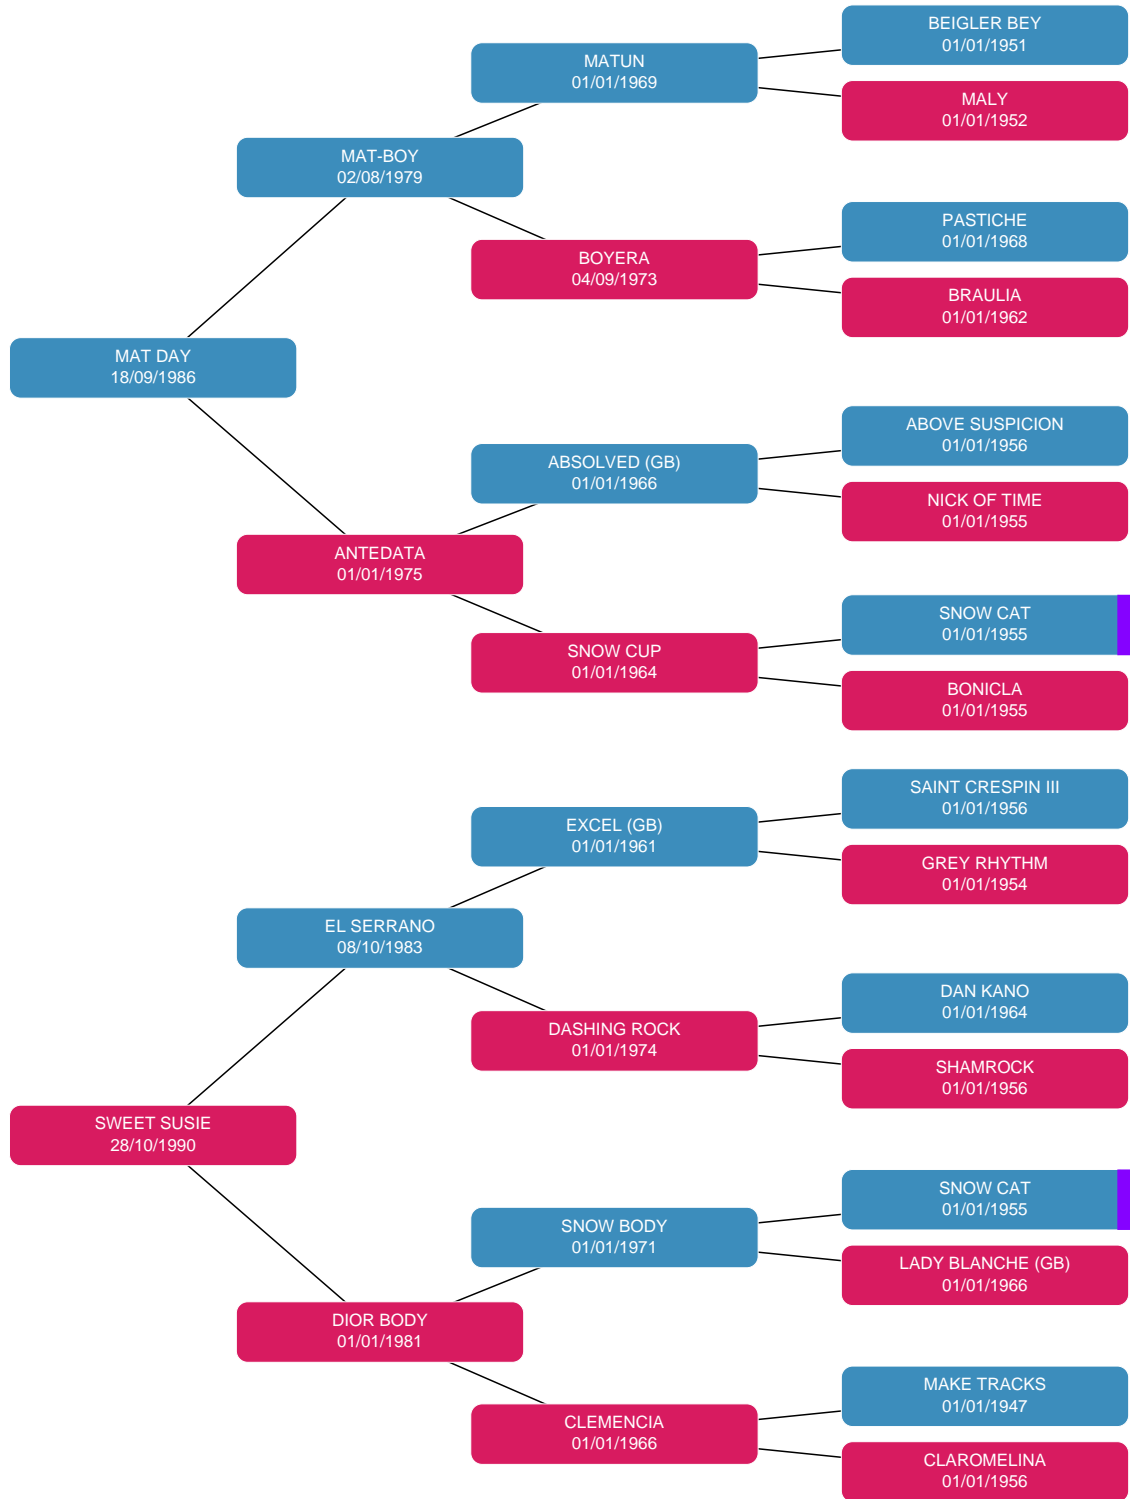 BEIGLER BEY
01/01/1951
MATUN
01/01/1969
MALY
01/01/1952
MAT-BOY
02/08/1979
PASTICHE
01/01/1968
BOYERA
04/09/1973
BRAULIA
01/01/1962
MAT DAY
18/09/1986
ABOVE SUSPICION
01/01/1956
ABSOLVED (GB)
01/01/1966
NICK OF TIME
01/01/1955
ANTEDATA
01/01/1975
SNOW CAT
01/01/1955
SNOW CUP
01/01/1964
BONICLA
01/01/1955
SAINT CRESPIN III
01/01/1956
EXCEL (GB)
01/01/1961
GREY RHYTHM
01/01/1954
EL SERRANO
08/10/1983
DAN KANO
01/01/1964
DASHING ROCK
01/01/1974
SHAMROCK
01/01/1956
SWEET SUSIE
28/10/1990
SNOW CAT
01/01/1955
SNOW BODY
01/01/1971
LADY BLANCHE (GB)
01/01/1966
DIOR BODY
01/01/1981
MAKE TRACKS
01/01/1947
CLEMENCIA
01/01/1966
CLAROMELINA
01/01/1956